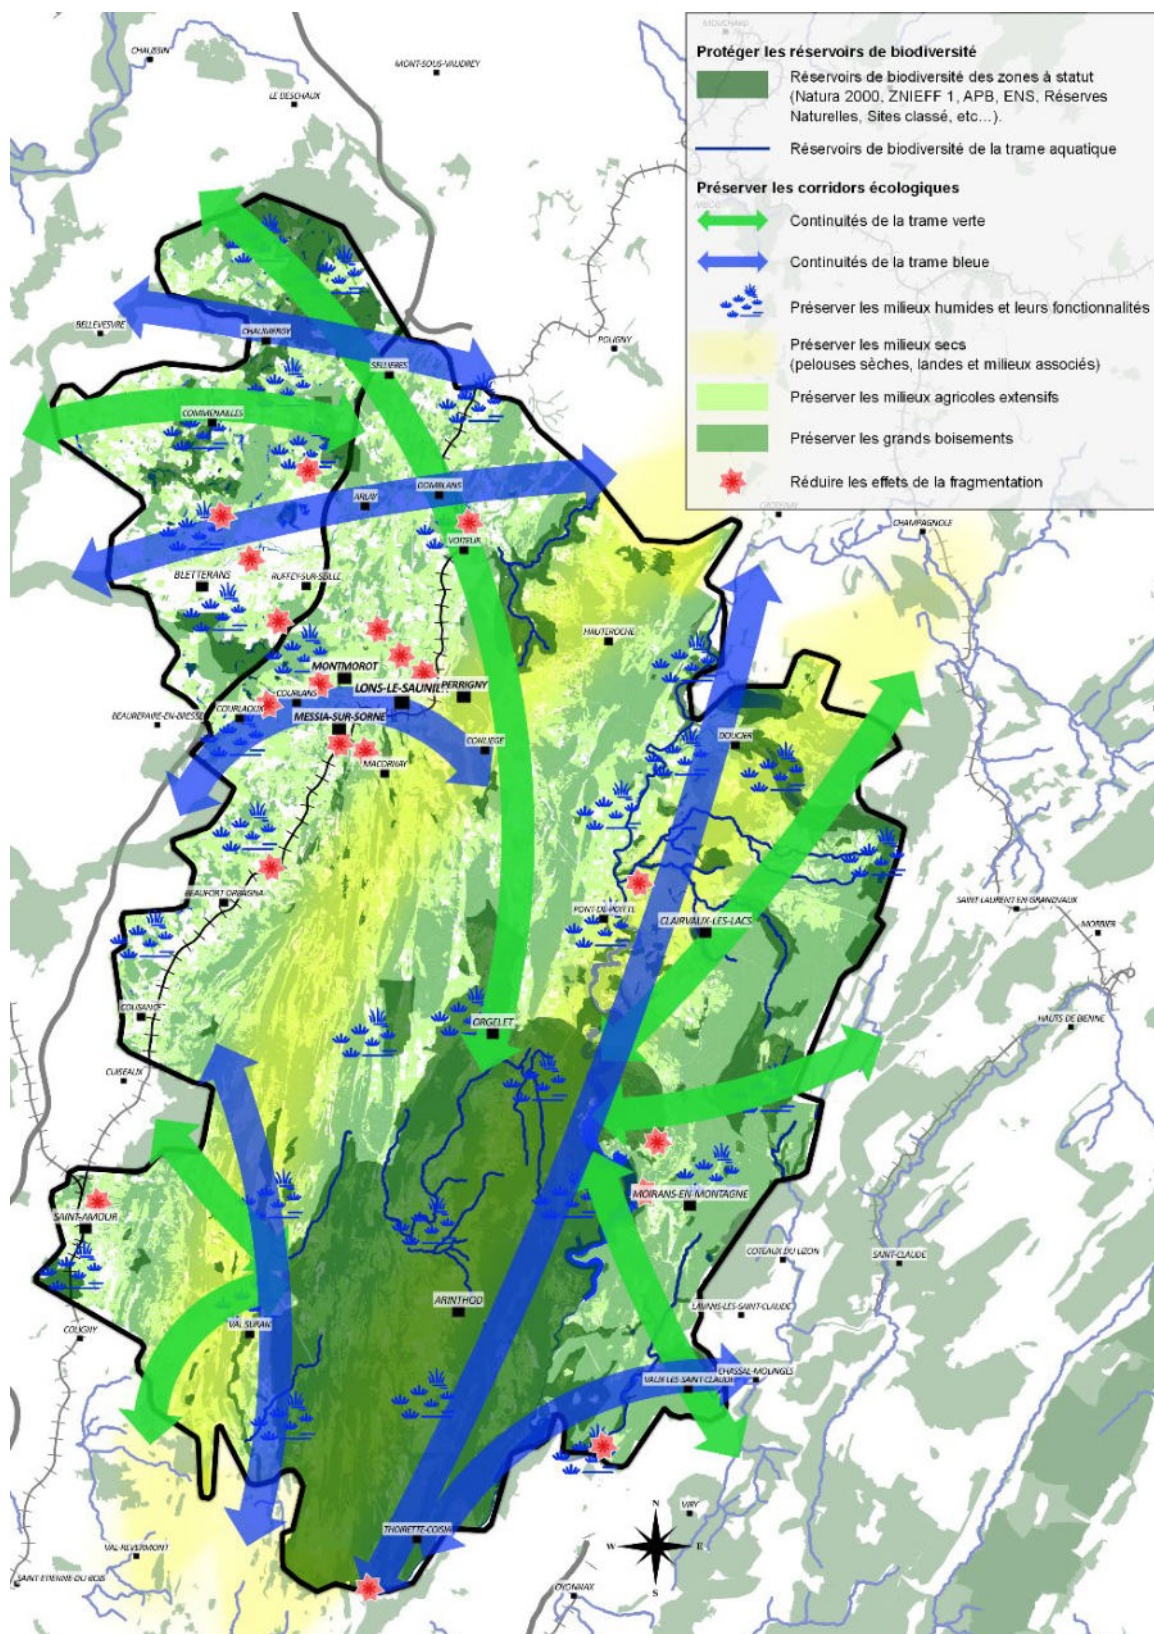 MOUCHARD
Protéger les réservoirs de biodiversité
Réservoirs de biodiversité des zones à statut
(Natura 2000, ZNIEFF 1, APB, ENS, Réserves
Naturelles, Sites classé, etc...).
Réservoirs de biodiversité de la trame aquatique
Préserver les corridors écologiques
Continuités de la trame verte
Continuités de la trame bleue
Préserver les milieux humides et leurs fonctionnalités
Préserver les milieux secs
(pelouses sèches, landes et milieux associés)
Préserver les milieux agricoles extensifs
Préserver les grands boisements
Réduire les effets de la fragmentation
CHAUSSIN
MONT-SOUS-VAUDREY
LE DESCHAUX
BELLEVESVRE
CHAUMERGY
POLIGNY
SELLIERES
COMMENAILLES
DOMBLANS
ARLAY
CHAMPAGNOLE
VOITEUR
BLETTERANS
RUFFEY-SUR-SEILLE
HAUTEROCHE
MONTMOROT
LONS-LE-SAUNIE
PERRIGNY
COURLANS
COURLAOUX
BEAUREPAIRE-EN-BRESSE
MESSIA-SUR-SORNE
CONLIEGE
DOUCIER
MACORNAY
BEAUFORT ORBAGNA
PONT-DE-POITTE
CLAIRVAUX-LES-LACS
SAINT LAURENT EN GRANDVAUX
MORBIER
COUSANCE
ORGELET
HAUTS DE BIENNE
CUISEAUX
MOIRANS-EN-MONTAGNE
SAINT-AMOUR
COTEAUX DU LIZON
SAINT-CLAUDE
ARINTHOD
LAVANS-LES-SAINT-CLAUDE
COLIGNY
VAL SURAN
CHASSAL-MOLINGES
VAUX-LES-SAINT-CLAUDE
N
VIRY
THOIRETTE-COISIA
W
E
VAL-REVERMONT
S
SAINT-ETIENNE-DU-BOIS
OYONNAX